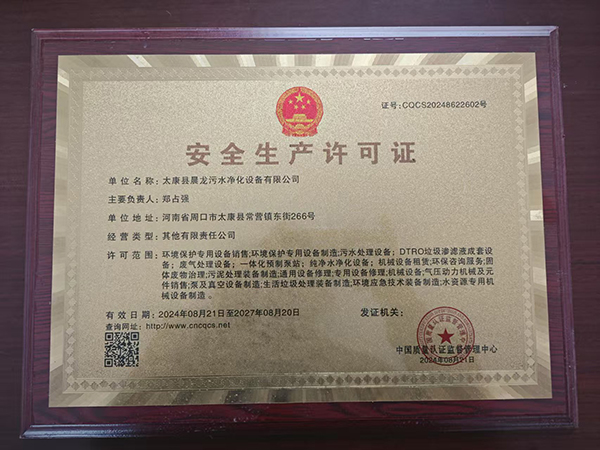 证号:CQCS20248622602号
安全生产许可证
单位名称:太康县晨龙污水净化设备有限公司
主要负责人:郑占强
单位地址:河南省周口市太康县常营镇东街266号
经营类型:其他有限责任公司
许可范围:环境保护专用设备销售;环境保护专用设备制造;污水处理设备;DTRO垃圾渗滤液成套设
备;废气处理设备;一体化预制泵站;纯净水净化设备;机械设备租赁;环保咨询服务;固
体废物治理;污泥处理装备制造;通用设备修理;专用设备修理;机械设备;气压动力机械及元
件销售;泵及真空设备制造;生活垃圾处理装备制造;环境应急技术装备制造;水资源专用机
械设备制造。
有效日期:2024年08月21日至2027年08月20日
发证机关:
查询网址:http://www.cncqcs.net
中国质量认证监督管理中心
2024年08月21日